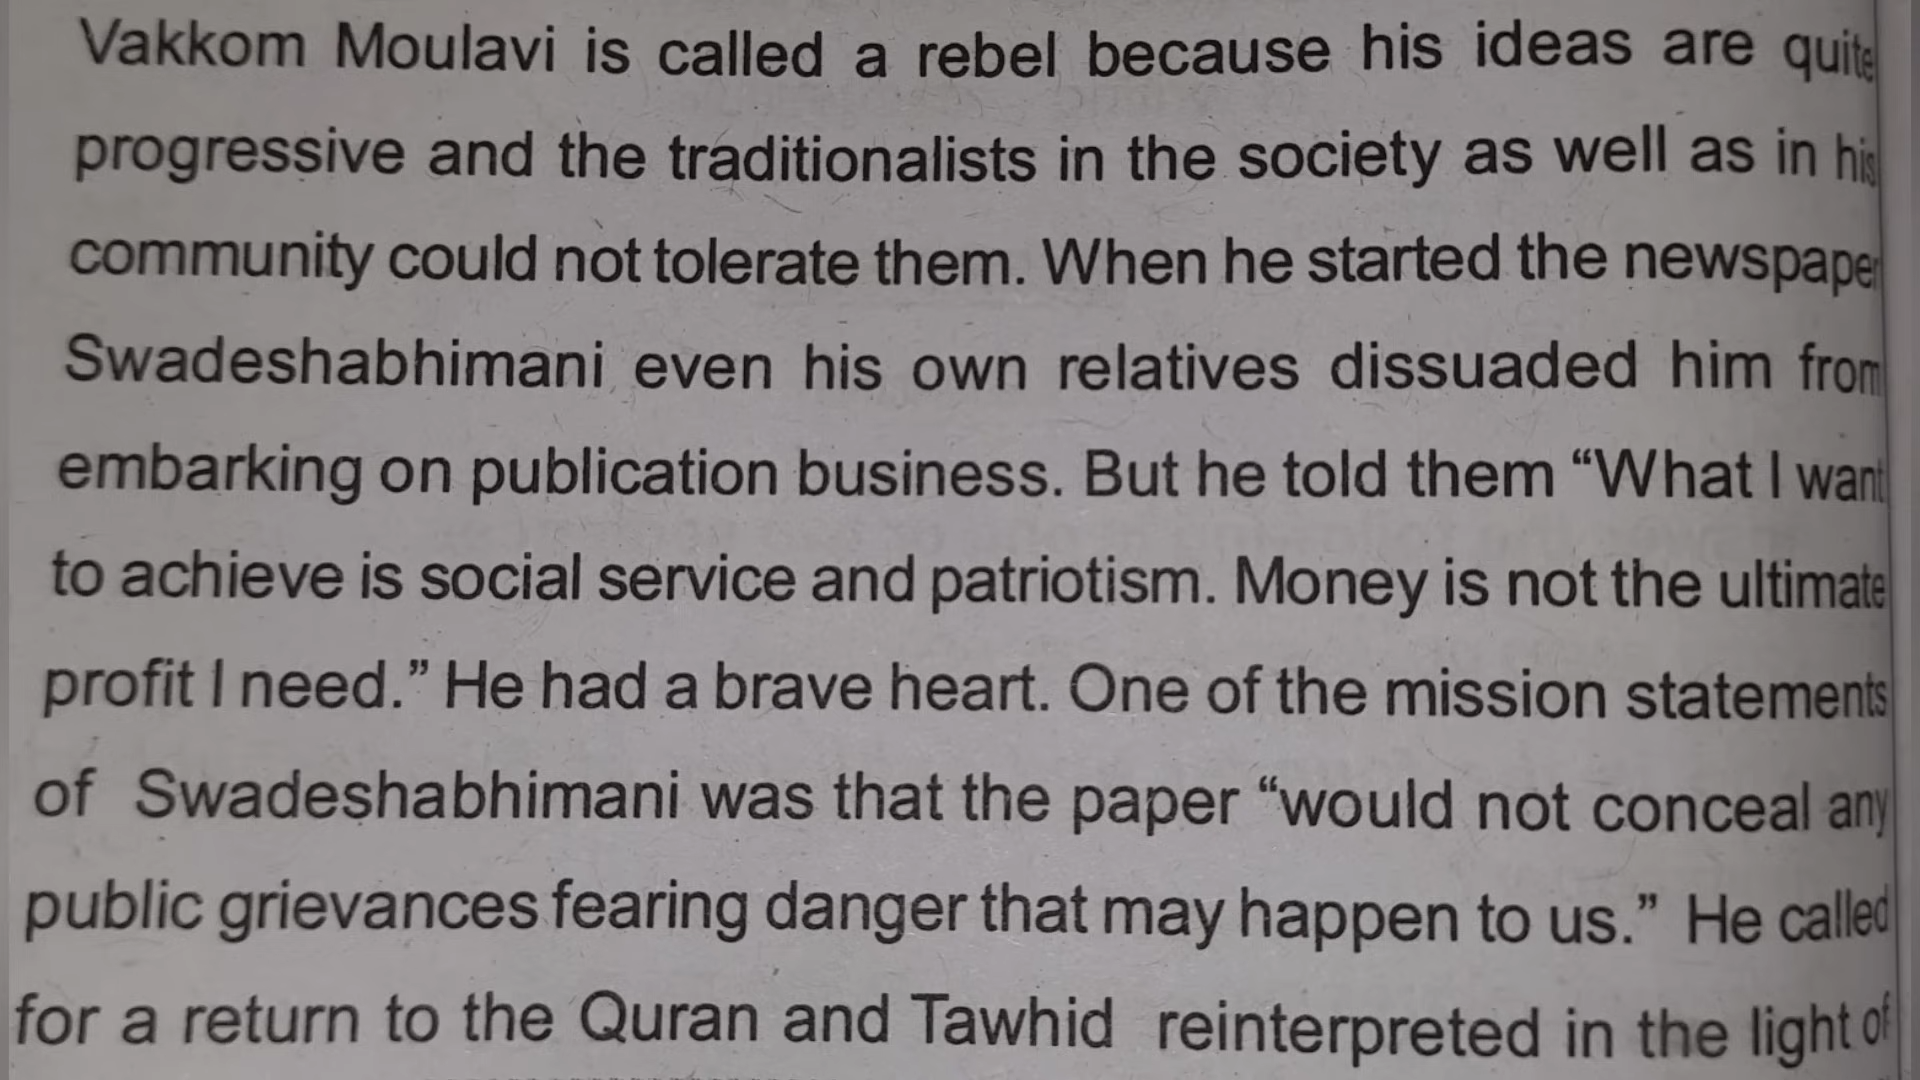 Vakkom Moulavi is called a rebel because his ideas are quite
progressive and the traditionalists in the society as well as in his
community could not tolerate them. When he started the newspaper
Swadeshabhimani even his own relatives dissuaded him from
embarking on publication business. But he told them “What I want
to achieve is social service and patriotism. Money is not the ultimate
profit I need.” He had a brave heart. One of the mission statements
of Swadeshabhimani was that the paper “would not conceal any
public grievances fearing danger that may happen to us.” He called
for a return to the Quran and Tawhid reinterpreted in the light of